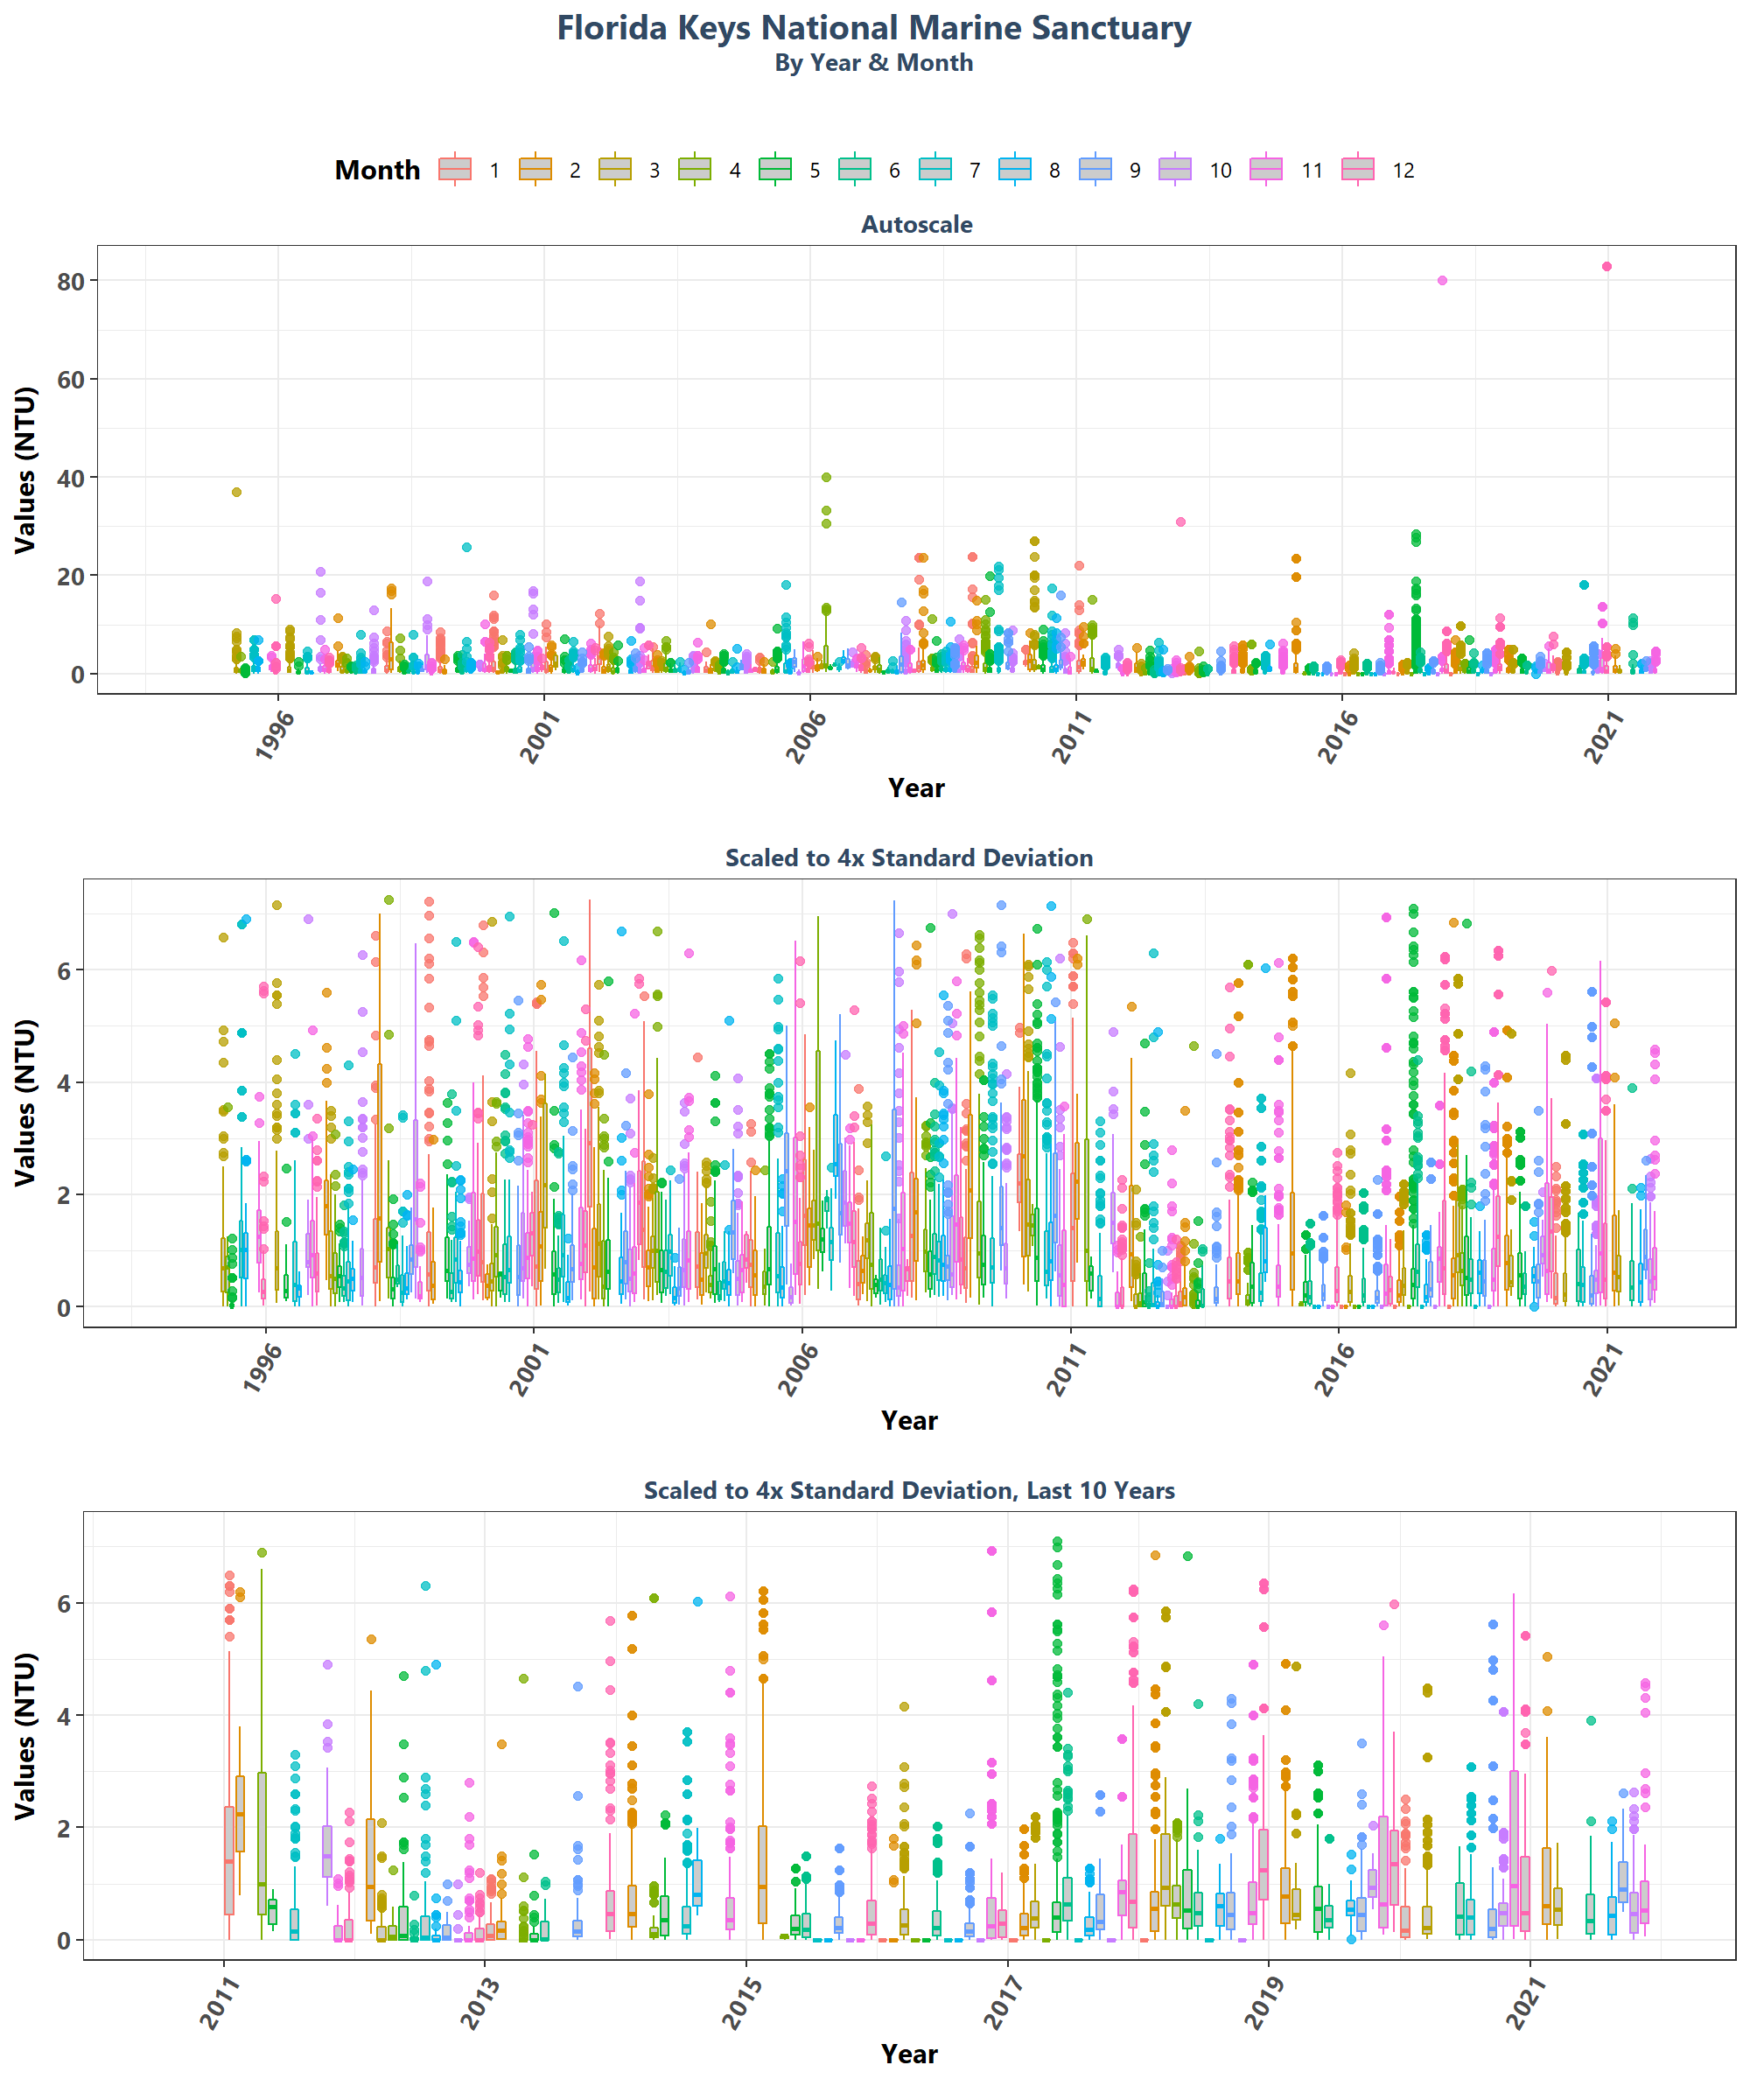 Florida Keys National Marine Sanctuary
By Year & Month
Month 1 2 3 4 5 6 7 8 9 10 11 12
Autoscale
Values (NTU)
80
60
40
20
0
1996 2001 2006 2011 2016 2021
Year
Scaled to 4x Standard Deviation
Values (NTU)
6
4
2
0
1996 2001 2006 2011 2016 2021
Year
Scaled to 4x Standard Deviation, Last 10 Years
Values (NTU)
6
4
2
0
2011 2013 2015 2017 2019 2021
Year